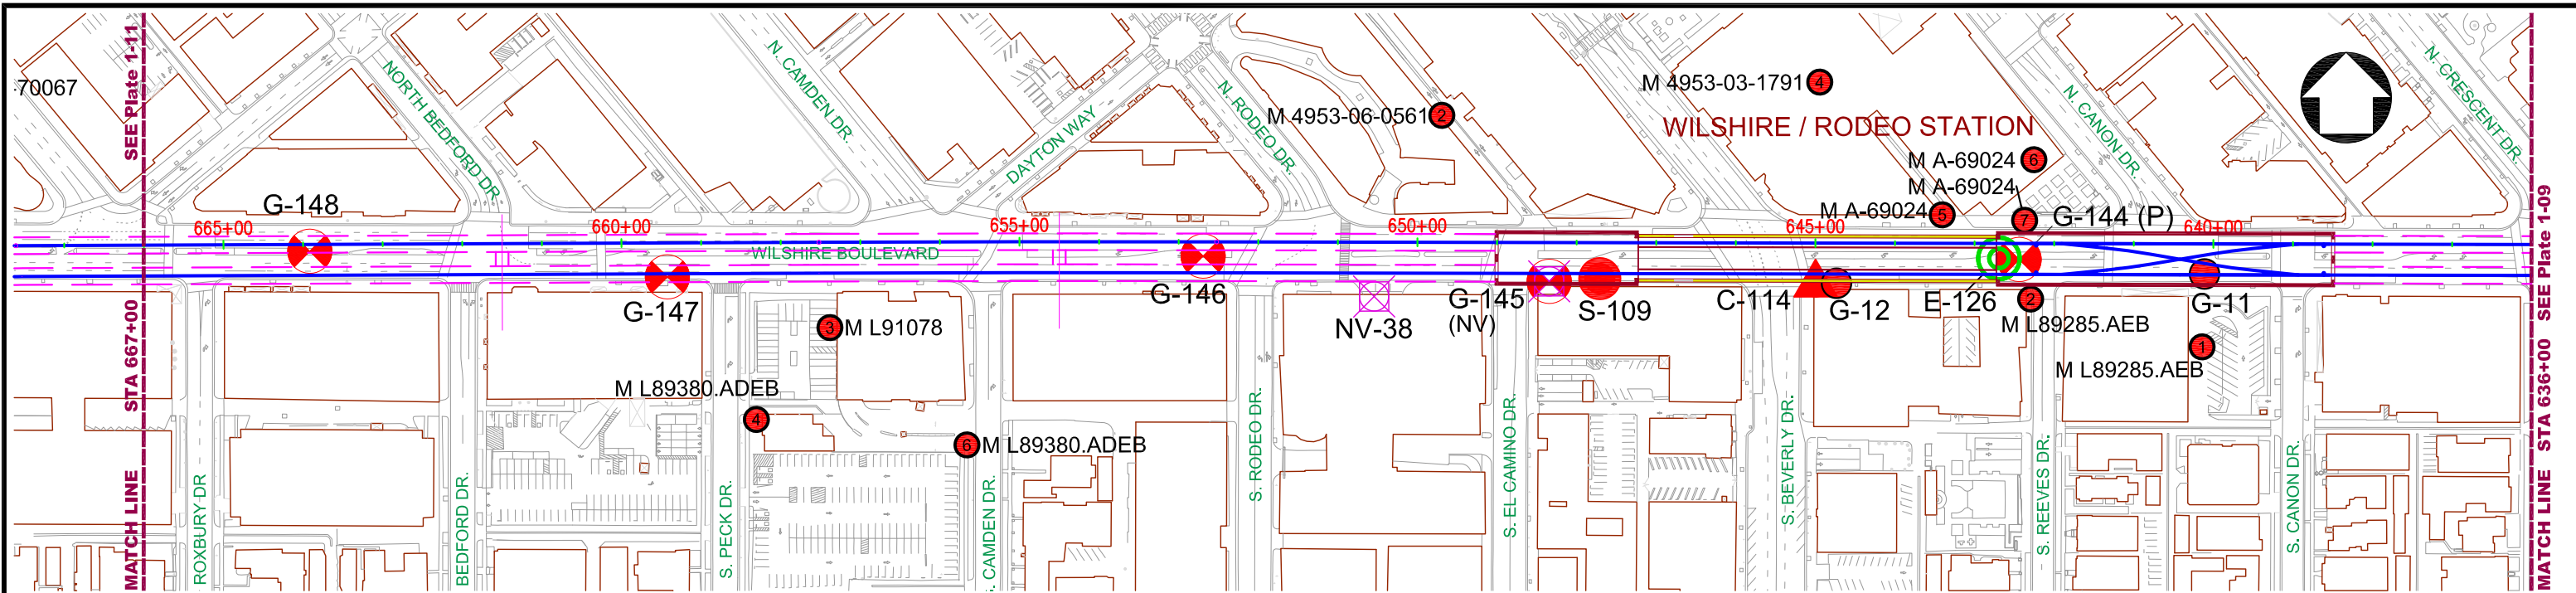 SEE Plate 1-11
MATCH LINE STA 667+00
-70067
NORTH BEDFORD DR.
N. CAMDEN DR.
DAYTON WAY
N. RODEO DR.
M 4953-06-0561
2
M 4953-03-1791
4
WILSHIRE / RODEO STATION
N. CANON DR.
N. CRESCENT DR.
M A-69024
6
M A-69024
7
M A-69024
5
G-144 (P)
G-148
665+00
660+00
655+00
650+00
645+00
640+00
WILSHIRE BOULEVARD
G-147
G-146
NV-38
G-145
(NV)
S-109
C-114
G-12
E-126
G-11
2
M L89285.AEB
1
M L89285.AEB
3
M L91078
M L89380.ADEB
4
6
M L89380.ADEB
ROXBURY DR
BEDFORD DR.
S. PECK DR.
S. CAMDEN DR.
S. RODEO DR.
S. EL CAMINO DR.
S. BEVERLY DR.
S. REEVES DR.
S. CANON DR.
MATCH LINE STA 636+00 SEE Plate 1-09